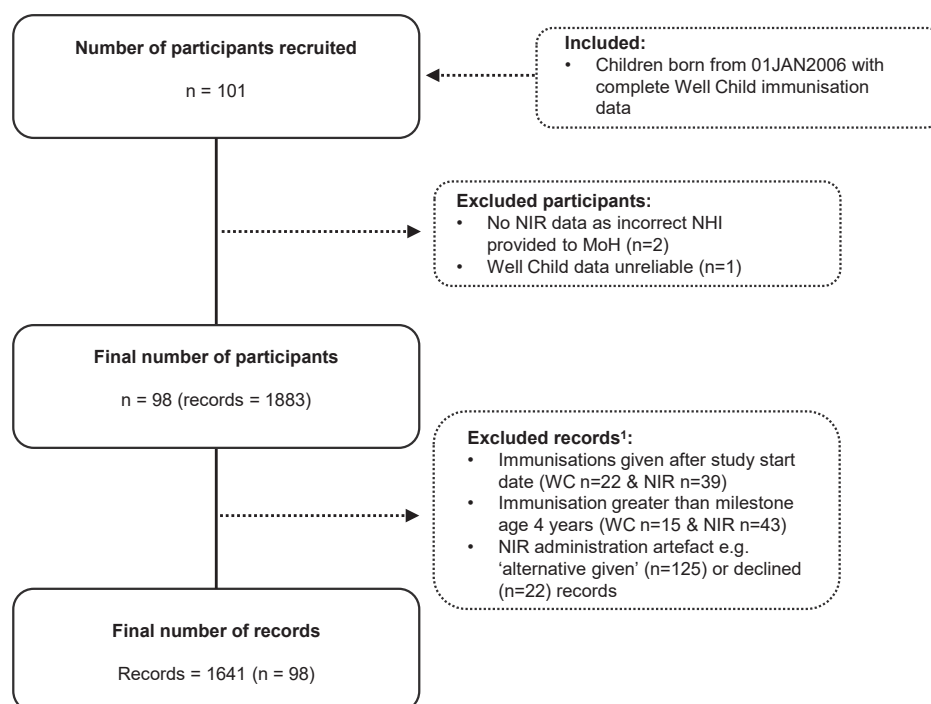 Number of participants recruited
n = 101
Included:
• Children born from 01JAN2006 with
complete Well Child immunisation
data
Excluded participants:
• No NIR data as incorrect NHI
provided to MoH (n=2)
• Well Child data unreliable (n=1)
Final number of participants
n = 98 (records = 1883)
Excluded records¹:
• Immunisations given after study start
date (WC n=22 & NIR n=39)
• Immunisation greater than milestone
age 4 years (WC n=15 & NIR n=43)
• NIR administration artefact e.g.
‘alternative given’ (n=125) or declined
(n=22) records
Final number of records
Records = 1641 (n = 98)